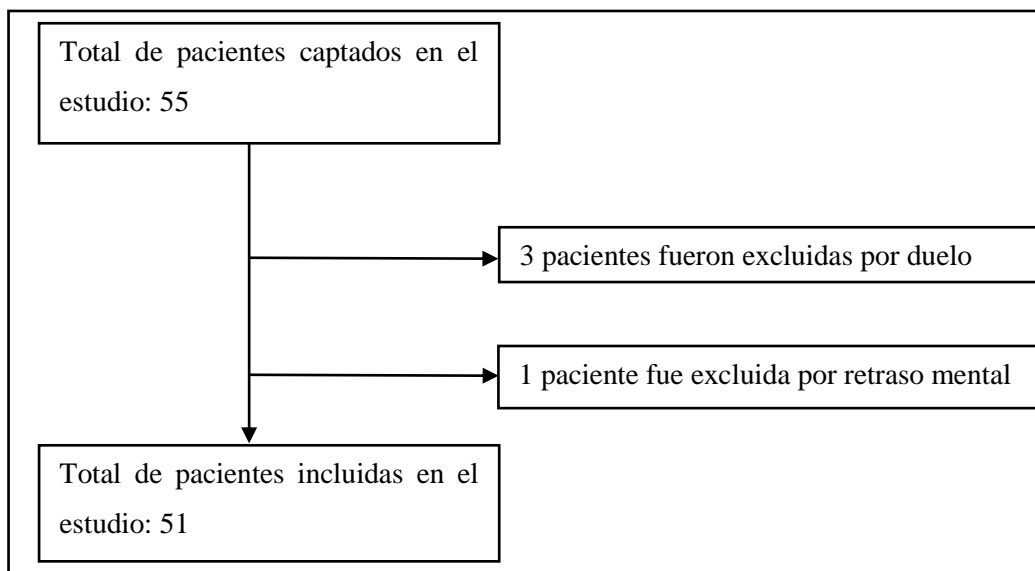 Total de pacientes captados en el
estudio: 55
3 pacientes fueron excluidas por duelo
1 paciente fue excluida por retraso mental
Total de pacientes incluidas en el
estudio: 51